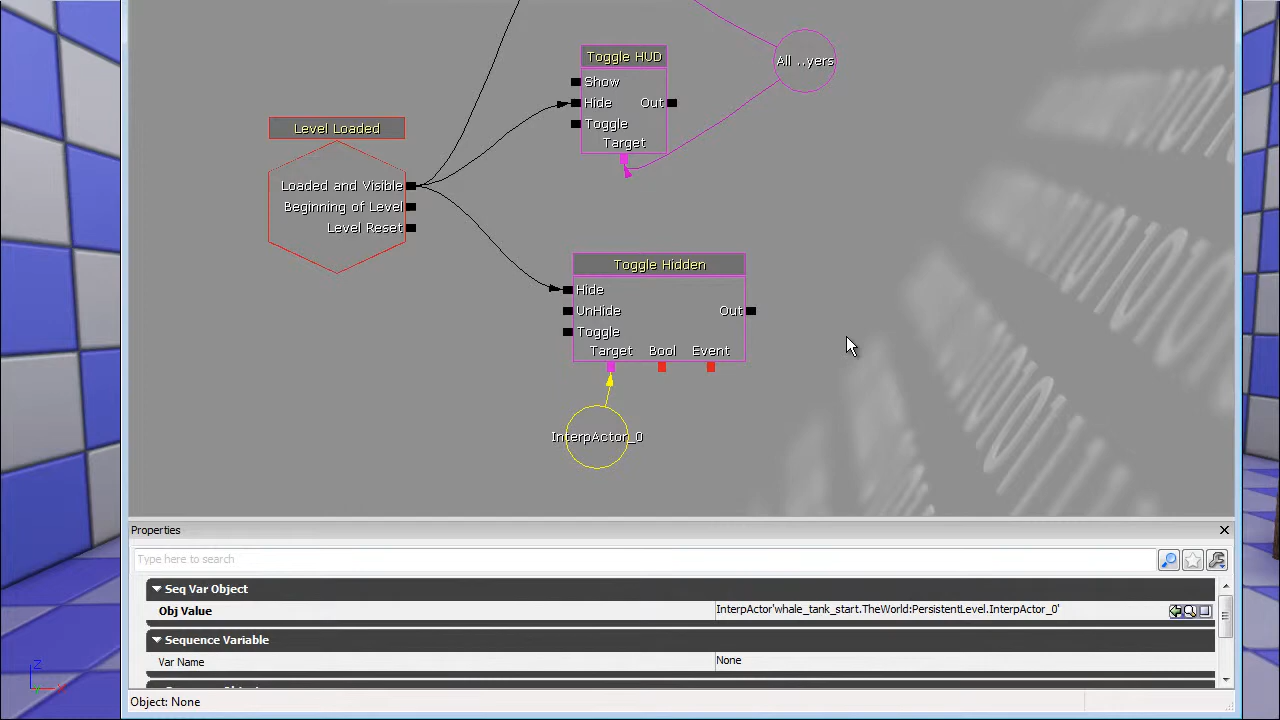 Toggle HUD
All ..yers
Show
Hide
Out
Toggle
Target
Level Loaded
Loaded and Visible
Beginning of Level
Level Reset
Toggle Hidden
Hide
UnHide
Out
Toggle
Target Bool Event
InterpActor_0
Properties
Type here to search
Seq Var Object
Obj Value
InterpActor'whale_tank_start.TheWorld:PersistentLevel.InterpActor_0'
Sequence Variable
Var Name
None
Z
Object: None